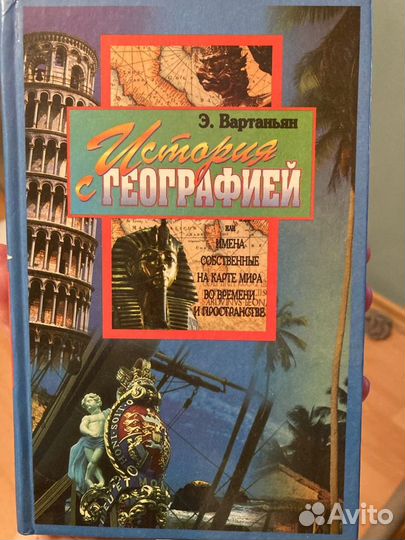 Э. Вартаньян
История
с ГЕОГРАФИЕЙ
или
ИМЕНА
СОБСТВЕННЫЕ
НА КАРТЕ МИРА
ВО ВРЕМЕНИ
И ПРОСТРАНСТВЕ
Avito